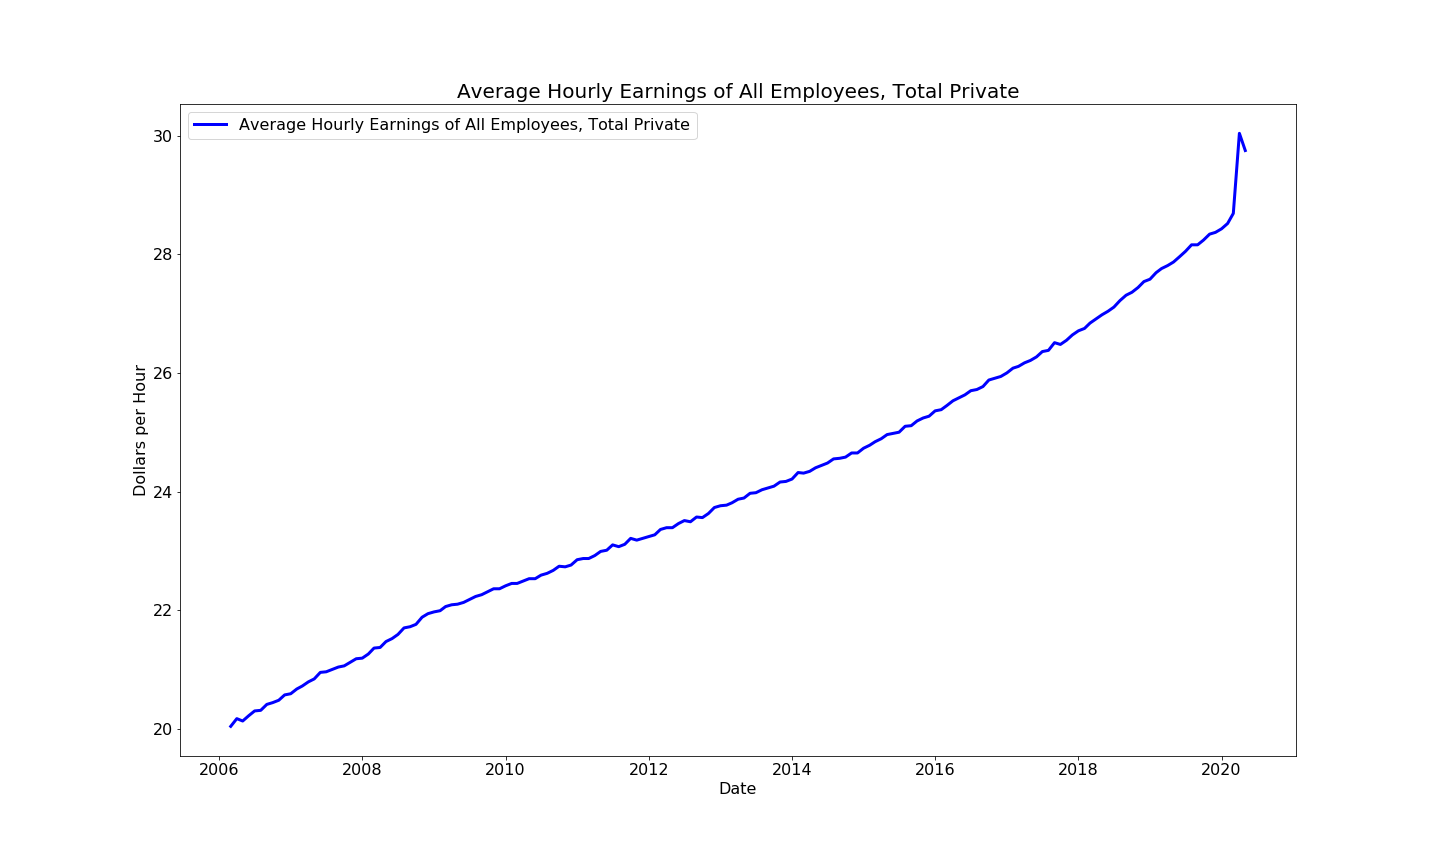 Average Hourly Earnings of All Employees, Total Private
Average Hourly Earnings of All Employees, Total Private
Dollars per Hour
30
28
26
24
22
20
2006 2008 2010 2012 2014 2016 2018 2020
Date